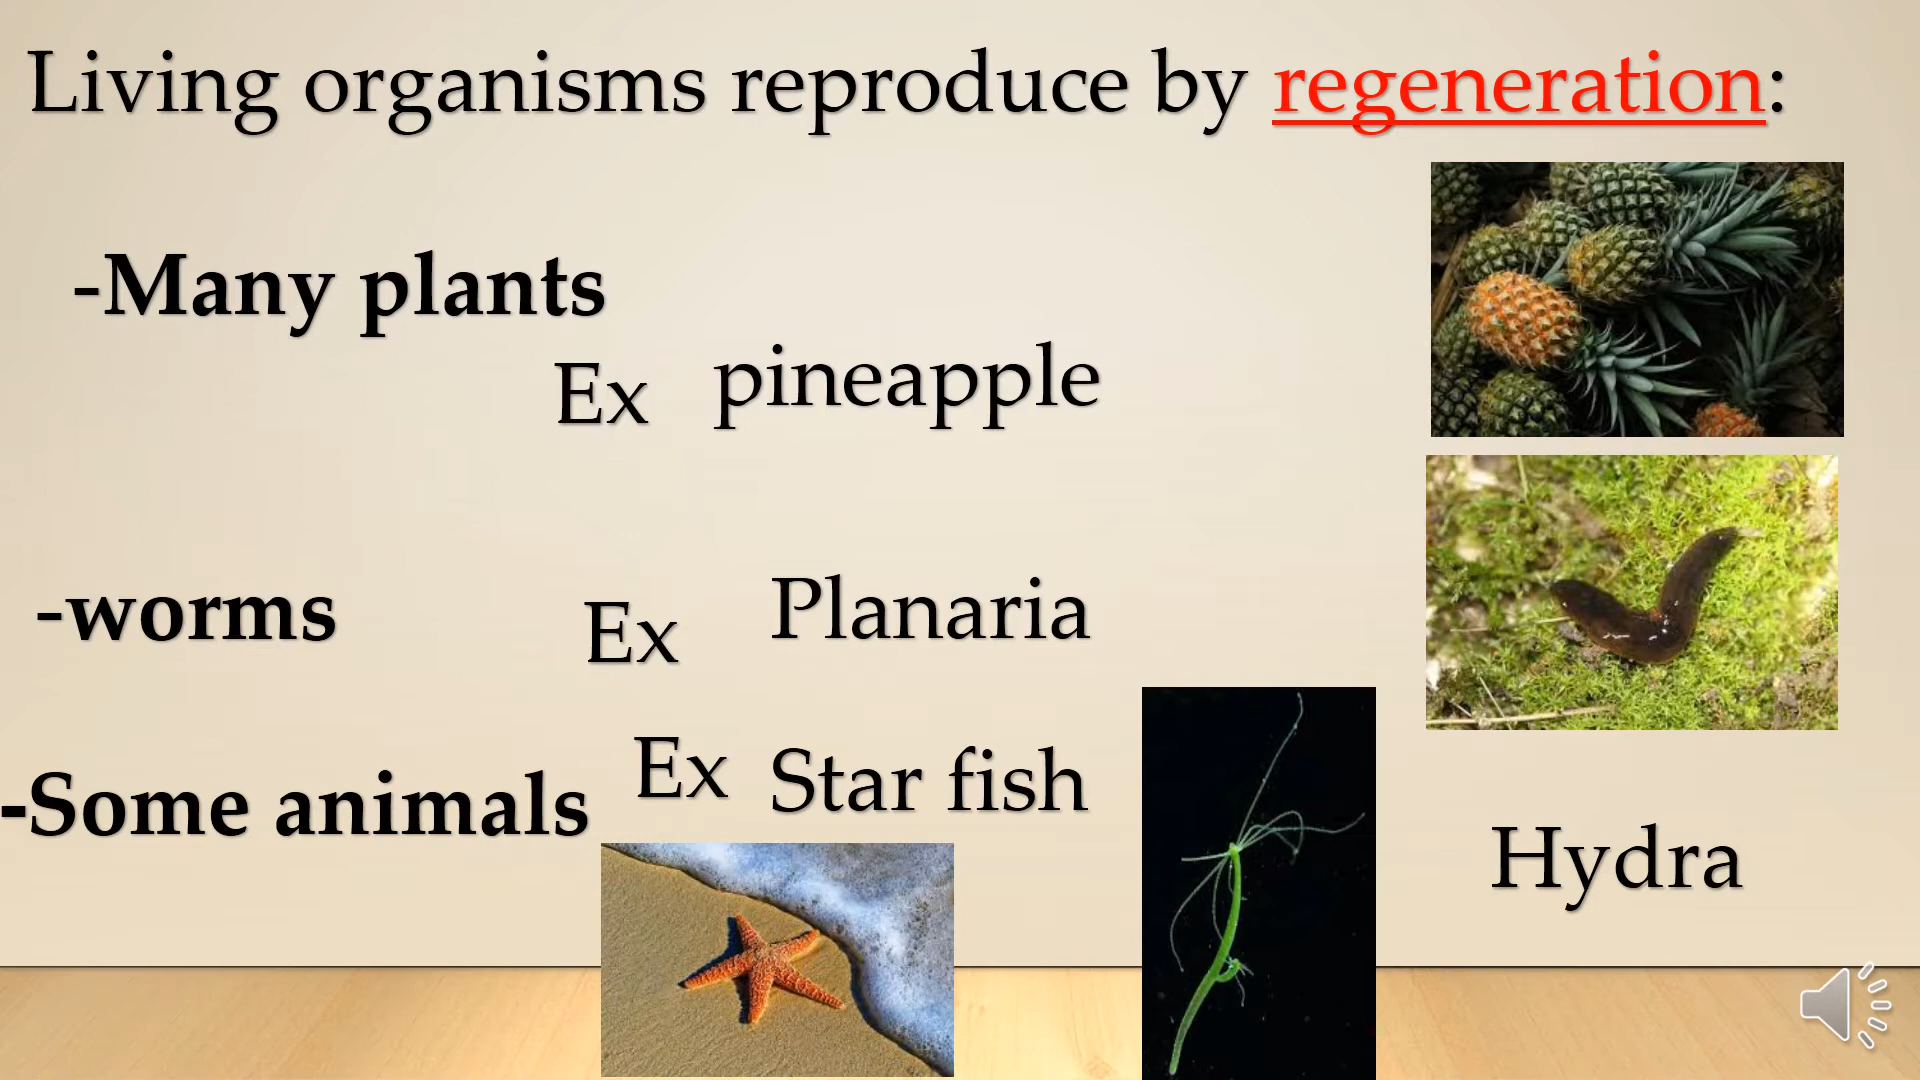 Living organisms reproduce by regeneration:
-Many plants
Ex pineapple
-worms Ex Planaria
-Some animals Ex Star fish
Hydra